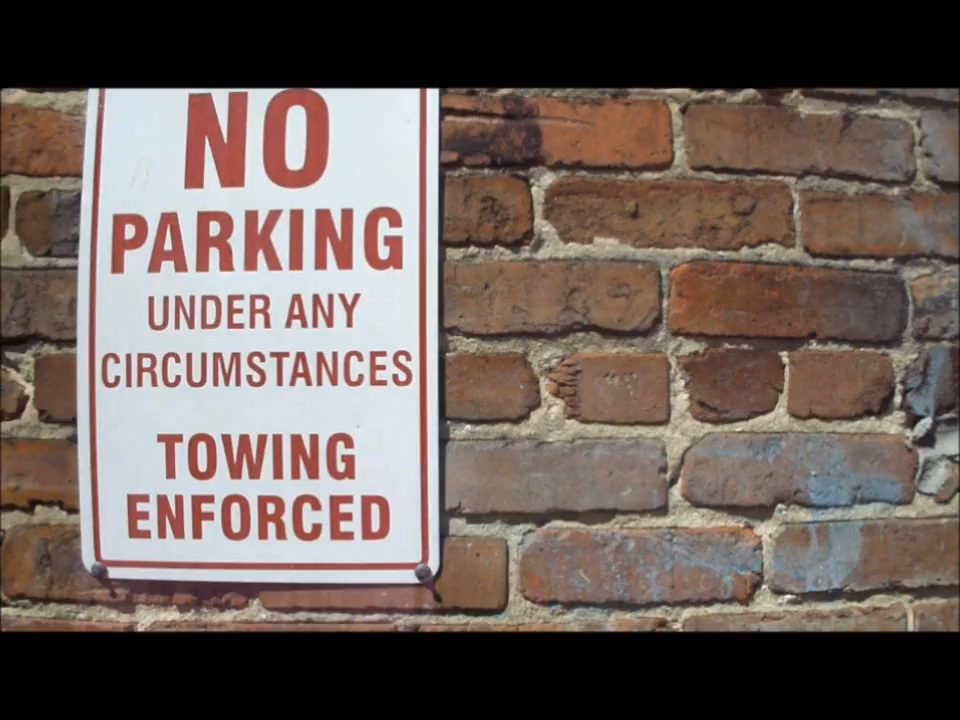 NO
PARKING
UNDER ANY
CIRCUMSTANCES
TOWING
ENFORCED